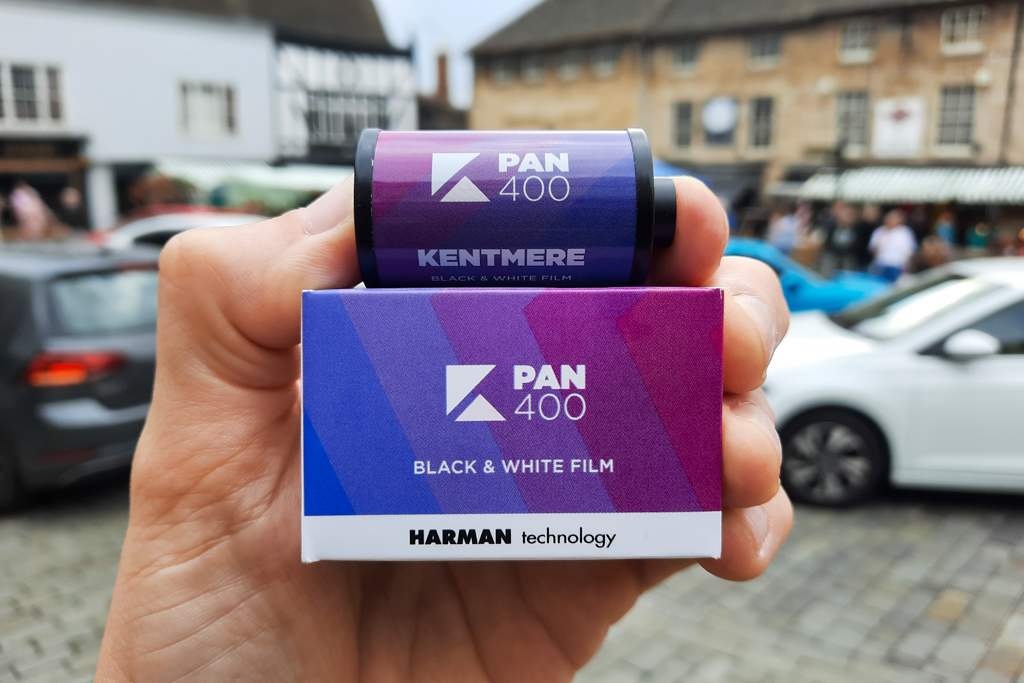 PAN
400
KENTMERE
BLACK & WHITE FILM
PAN
400
BLACK & WHITE FILM
HARMAN technology